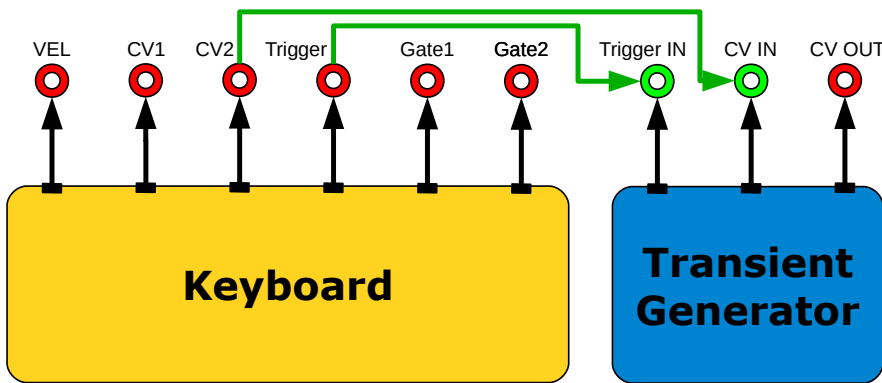 VEL CV1 CV2 Trigger Gate1 Gate2 Trigger IN CV IN CV OUT
Keyboard
Transient
Generator